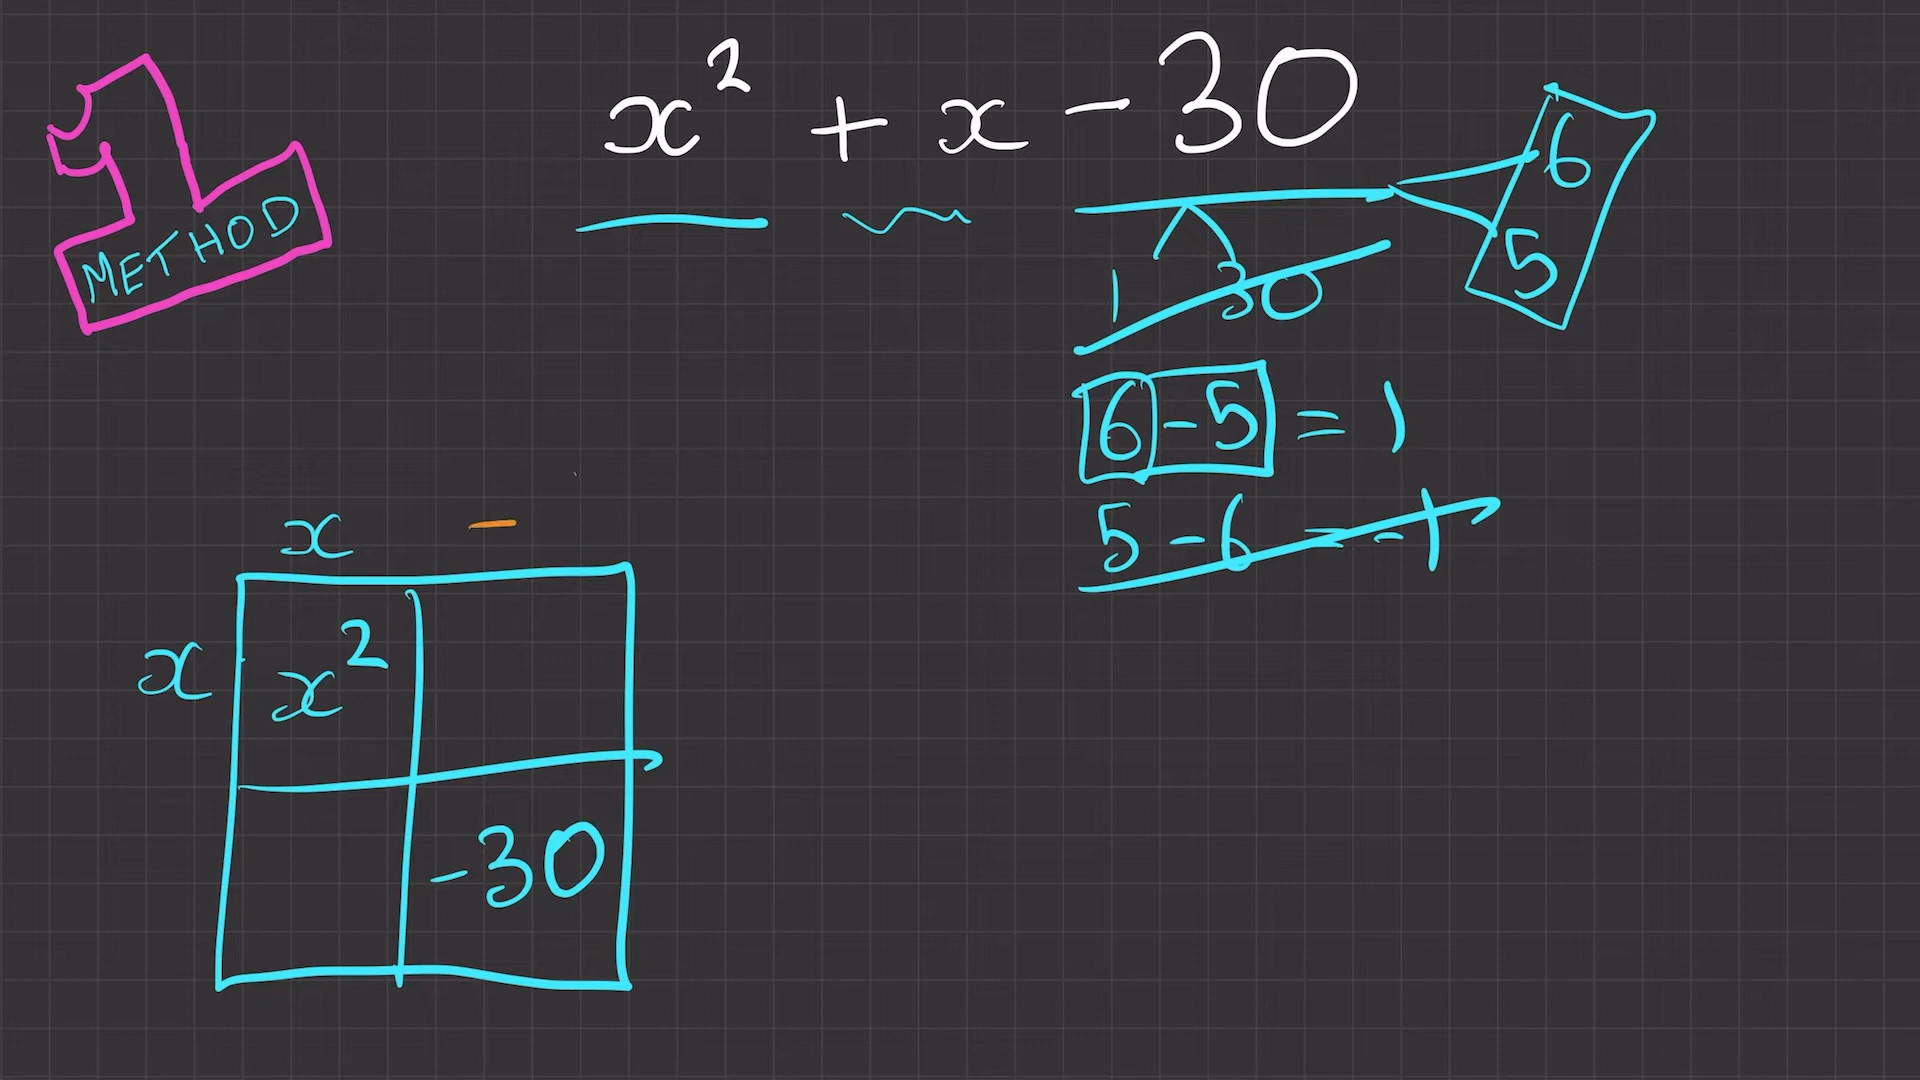 x² + x - 30
METHOD
6
5
1 30
6 - 5 = 1
5 - 6 = -1
x -
x x²
-30